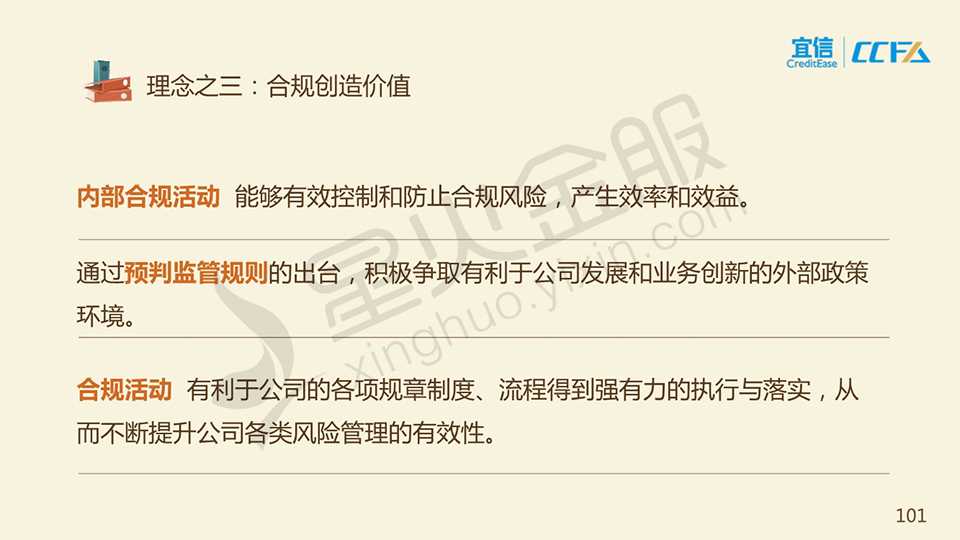 宜信
CreditEase
CCFA
理念之三：合规创造价值
内部合规活动 能够有效控制和防止合规风险，产生效率和效益。
通过预判监管规则的出台，积极争取有利于公司发展和业务创新的外部政策
环境。
合规活动 有利于公司的各项规章制度、流程得到强有力的执行与落实，从
而不断提升公司各类风险管理的有效性。
星火金服
xinghuo.yixin.com
101